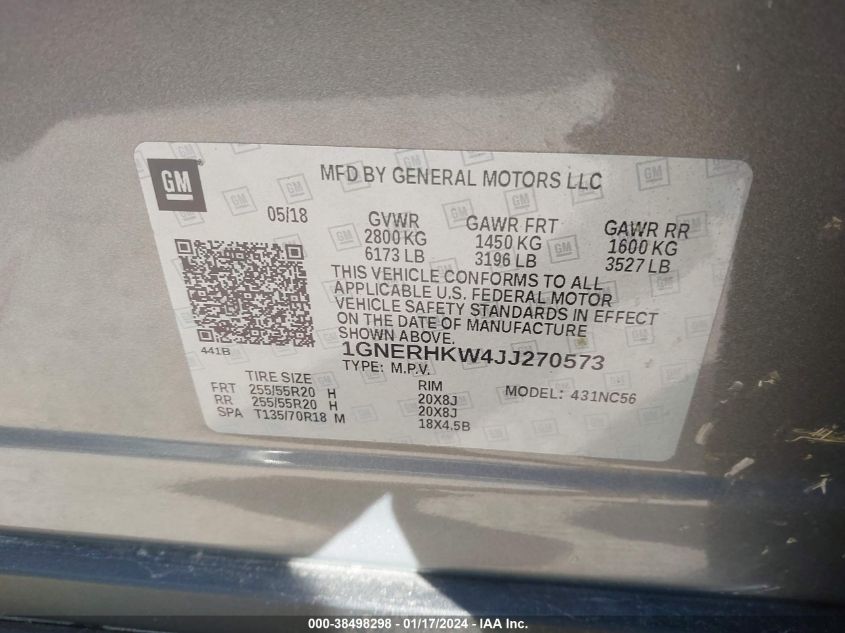 GM
MFD BY GENERAL MOTORS LLC
05/18
GVWR GAWR FRT GAWR RR
2800 KG 1450 KG 1600 KG
6173 LB 3196 LB 3527 LB
THIS VEHICLE CONFORMS TO ALL
APPLICABLE U.S. FEDERAL MOTOR
VEHICLE SAFETY STANDARDS IN EFFECT
ON THE DATE OF MANUFACTURE
SHOWN ABOVE.
441B
1GNERHKW4JJ270573
TYPE: M.P.V.
MODEL: 431NC56
TIRE SIZE RIM
FRT 255/55R20 H 20X8J
RR 255/55R20 H 20X8J
SPA T135/70R18 M 18X4.5B
000-38498298 - 01/17/2024 - IAA Inc.